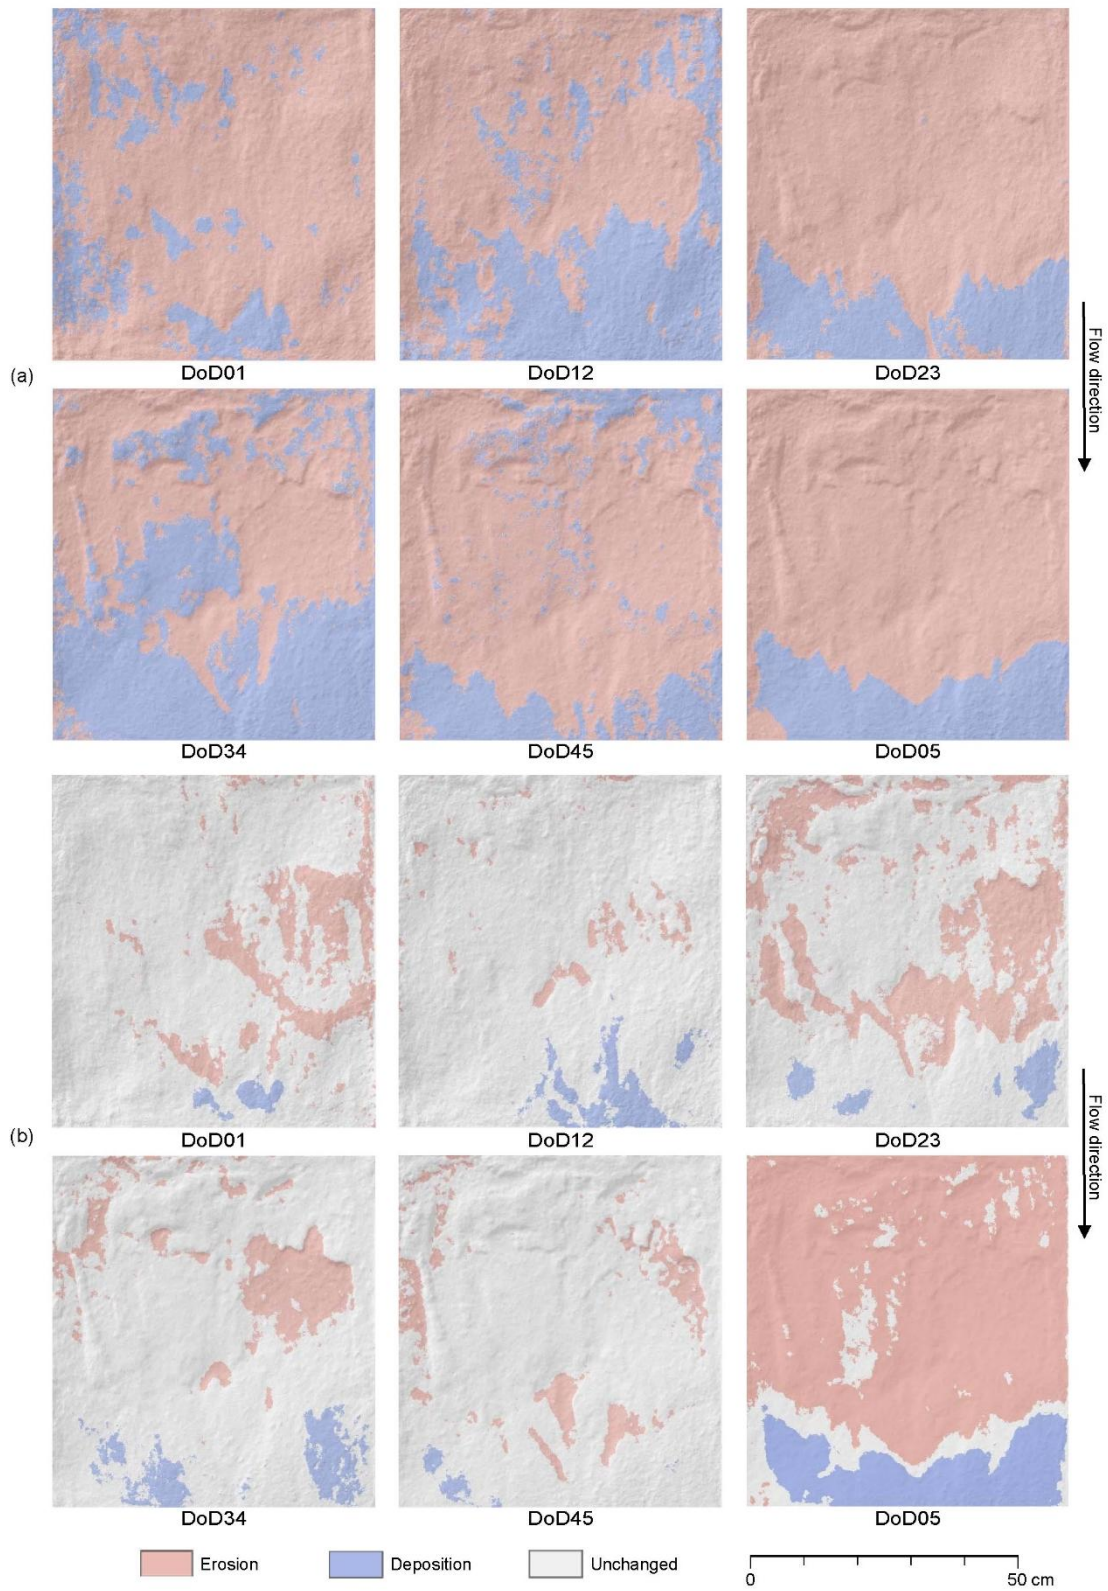 DoD01
DoD12
DoD23
(a)
Flow direction
DoD34
DoD45
DoD05
DoD01
DoD12
DoD23
(b)
Flow direction
DoD34
DoD45
DoD05
Erosion
Deposition
Unchanged
0
50 cm